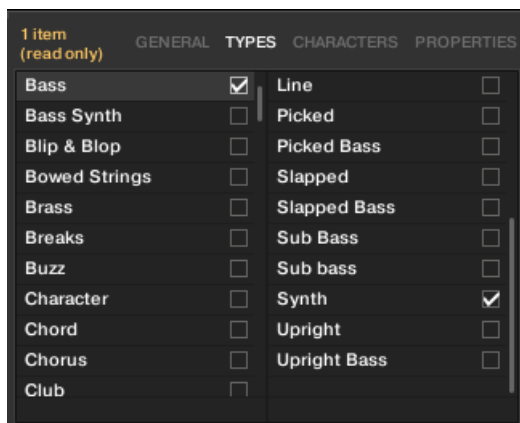 1 item
(read only)
GENERAL TYPES CHARACTERS PROPERTIES
Bass
Bass Synth
Blip & Blop
Bowed Strings
Brass
Breaks
Buzz
Character
Chord
Chorus
Club
Line
Picked
Picked Bass
Slapped
Slapped Bass
Sub Bass
Sub bass
Synth
Upright
Upright Bass